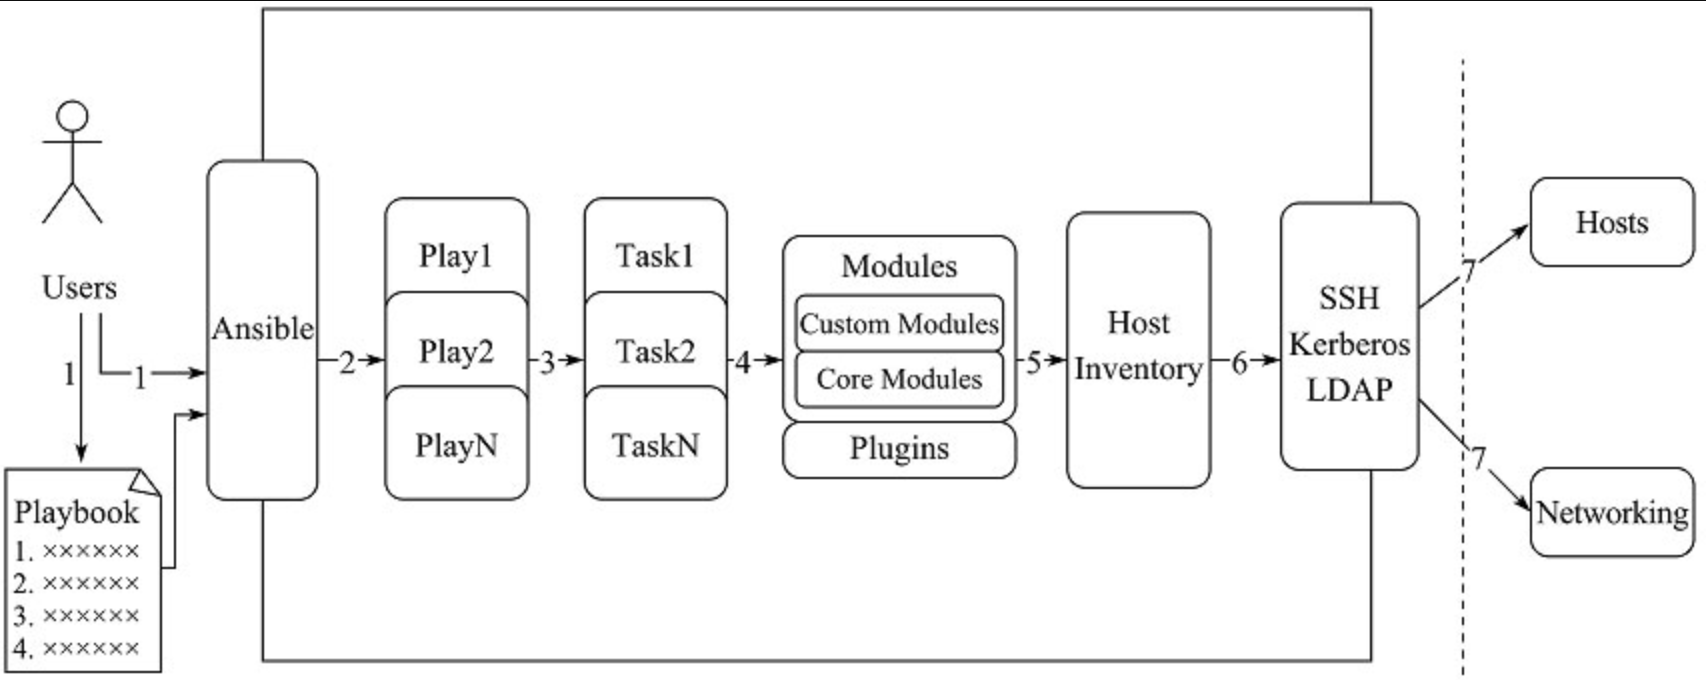 Users
1
1
Playbook
1. ××××××
2. ××××××
3. ××××××
4. ××××××
Ansible
2
Play1
Play2
PlayN
3
Task1
Task2
TaskN
4
Modules
Custom Modules
Core Modules
Plugins
5
Host
Inventory
6
SSH
Kerberos
LDAP
7
7
Hosts
Networking